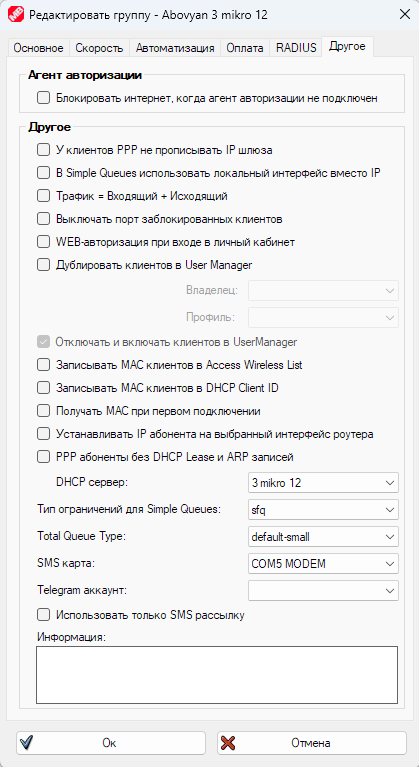 Редактировать группу - Abovyan 3 mikro 12
Основное Скорость Автоматизация Оплата RADIUS Другое
Агент авторизации
Блокировать интернет, когда агент авторизации не подключен
Другое
У клиентов PPP не прописывать IP шлюза
В Simple Queues использовать локальный интерфейс вместо IP
Трафик = Входящий + Исходящий
Выключать порт заблокированных клиентов
WEB-авторизация при входе в личный кабинет
Дублировать клиентов в User Manager
Владелец:
Профиль:
Отключать и включать клиентов в UserManager
Записывать MAC клиентов в Access Wireless List
Записывать MAC клиентов в DHCP Client ID
Получать MAC при первом подключении
Устанавливать IP абонента на выбранный интерфейс роутера
PPP абоненты без DHCP Lease и ARP записей
DHCP сервер: 3 mikro 12
Тип ограничений для Simple Queues: sfq
Total Queue Type: default-small
SMS карта: COM5 MODEM
Telegram аккаунт:
Использовать только SMS рассылку
Информация:
Ок Отмена